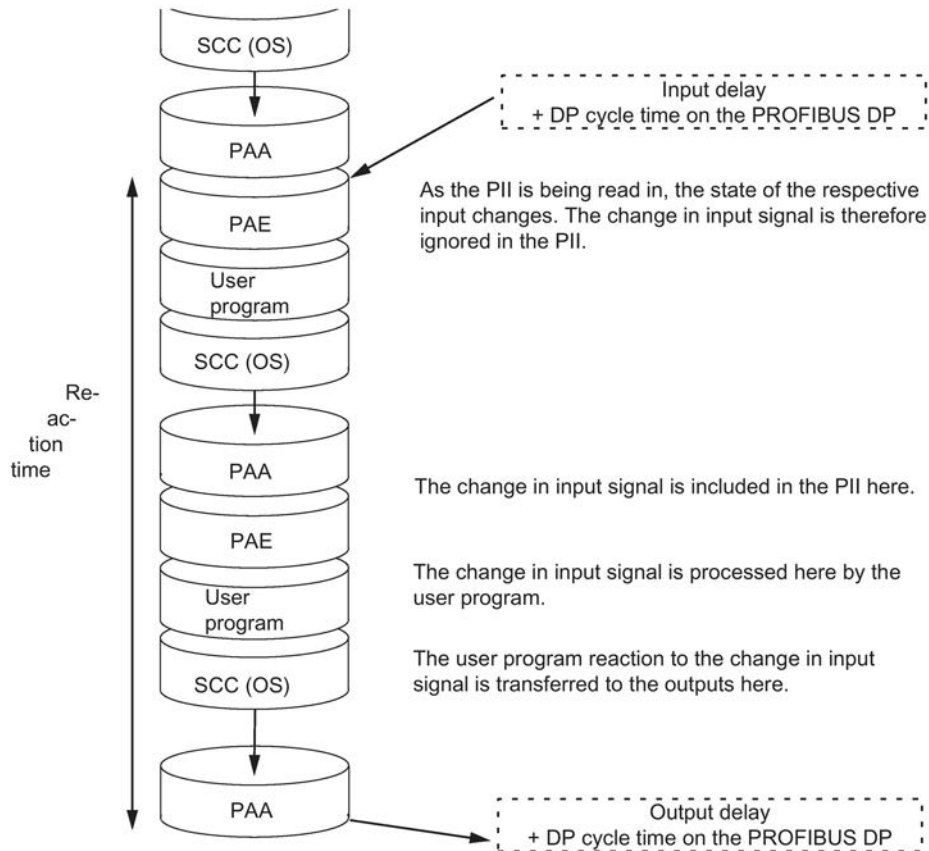 SCC (OS)
Input delay
+ DP cycle time on the PROFIBUS DP
PAA
As the PII is being read in, the state of the respective
input changes. The change in input signal is therefore
ignored in the PII.
PAE
User
program
SCC (OS)
Re-
ac-
tion
time
PAA
The change in input signal is included in the PII here.
PAE
The change in input signal is processed here by the
user program.
User
program
The user program reaction to the change in input
signal is transferred to the outputs here.
SCC (OS)
PAA
Output delay
+ DP cycle time on the PROFIBUS DP